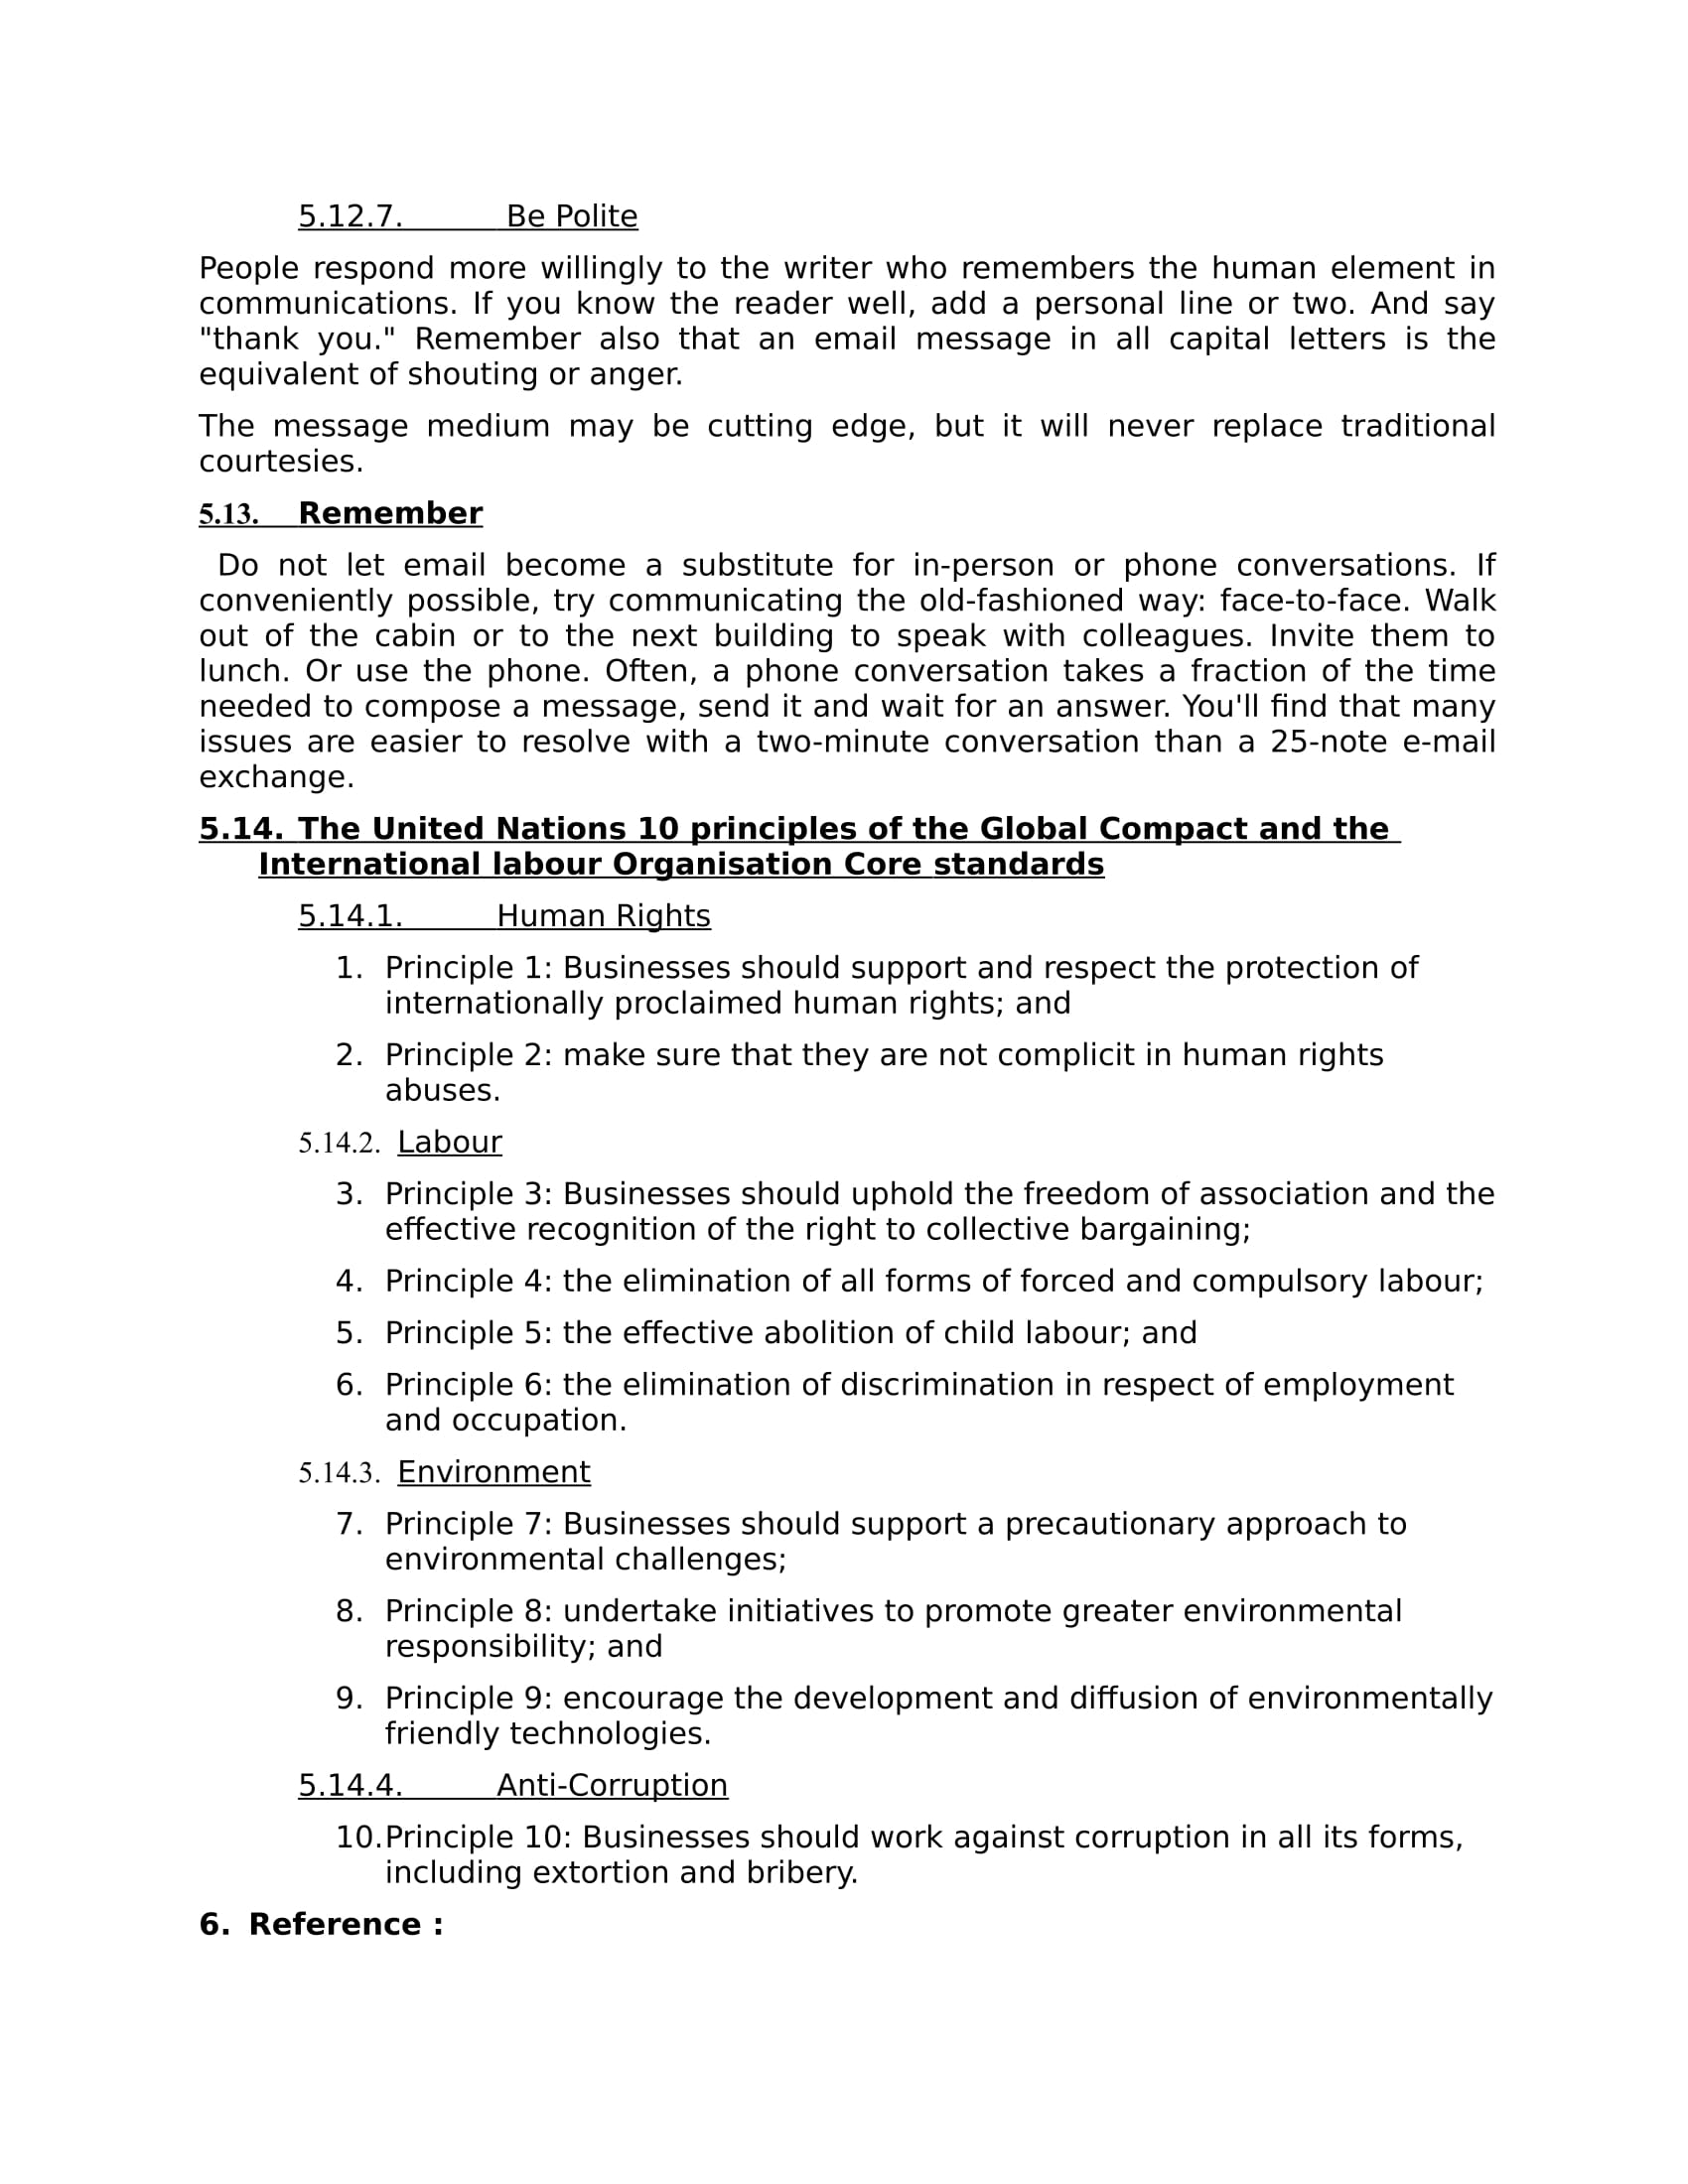 5.12.7. Be Polite
People respond more willingly to the writer who remembers the human element in
communications. If you know the reader well, add a personal line or two. And say
"thank you." Remember also that an email message in all capital letters is the
equivalent of shouting or anger.
The message medium may be cutting edge, but it will never replace traditional
courtesies.
5.13. Remember
Do not let email become a substitute for in-person or phone conversations. If
conveniently possible, try communicating the old-fashioned way: face-to-face. Walk
out of the cabin or to the next building to speak with colleagues. Invite them to
lunch. Or use the phone. Often, a phone conversation takes a fraction of the time
needed to compose a message, send it and wait for an answer. You'll find that many
issues are easier to resolve with a two-minute conversation than a 25-note e-mail
exchange.
5.14. The United Nations 10 principles of the Global Compact and the
International labour Organisation Core standards
5.14.1. Human Rights
1. Principle 1: Businesses should support and respect the protection of
internationally proclaimed human rights; and
2. Principle 2: make sure that they are not complicit in human rights
abuses.
5.14.2. Labour
3. Principle 3: Businesses should uphold the freedom of association and the
effective recognition of the right to collective bargaining;
4. Principle 4: the elimination of all forms of forced and compulsory labour;
5. Principle 5: the effective abolition of child labour; and
6. Principle 6: the elimination of discrimination in respect of employment
and occupation.
5.14.3. Environment
7. Principle 7: Businesses should support a precautionary approach to
environmental challenges;
8. Principle 8: undertake initiatives to promote greater environmental
responsibility; and
9. Principle 9: encourage the development and diffusion of environmentally
friendly technologies.
5.14.4. Anti-Corruption
10.Principle 10: Businesses should work against corruption in all its forms,
including extortion and bribery.
6. Reference :